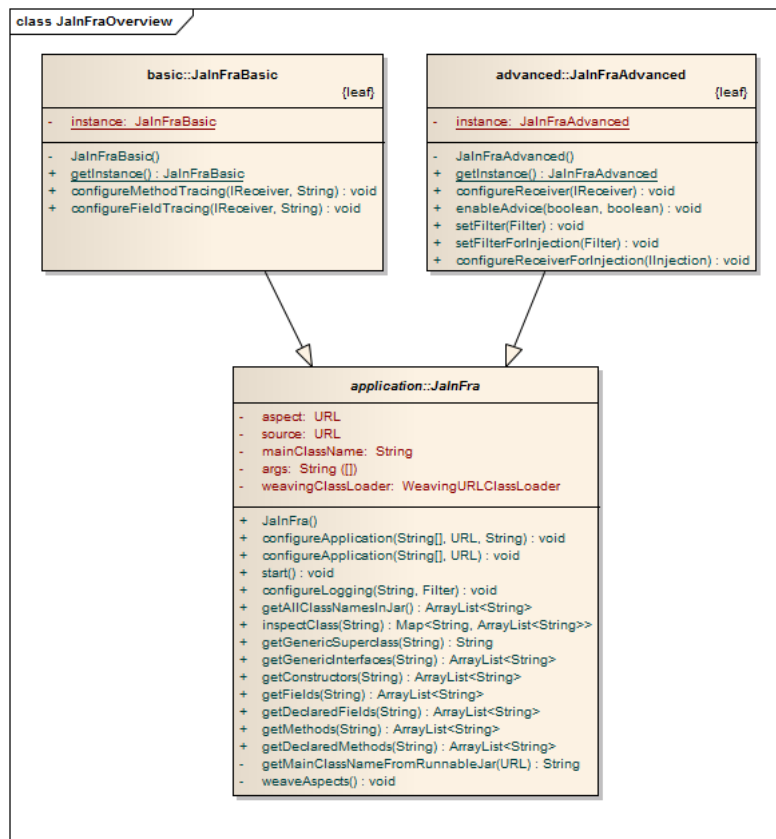 class JaInFraOverview
basic::JaInFraBasic
{leaf}
- instance: JaInFraBasic
- JaInFraBasic()
+ getInstance() : JaInFraBasic
+ configureMethodTracing(IReceiver, String) : void
+ configureFieldTracing(IReceiver, String) : void
advanced::JaInFraAdvanced
{leaf}
- instance: JaInFraAdvanced
- JaInFraAdvanced()
+ getInstance() : JaInFraAdvanced
+ configureReceiver(IReceiver) : void
+ enableAdvice(boolean, boolean) : void
+ setFilter(Filter) : void
+ setFilterForInjection(Filter) : void
+ configureReceiverForInjection(IInjection) : void
application::JaInFra
- aspect: URL
- source: URL
- mainClassName: String
- args: String ([])
- weavingClassLoader: WeavingURLClassLoader
+ JaInFra()
+ configureApplication(String[], URL, String) : void
+ configureApplication(String[], URL) : void
+ start() : void
+ configureLogging(String, Filter) : void
+ getAllClassNamesInJar() : ArrayList<String>
+ inspectClass(String) : Map<String, ArrayList<String>>
+ getGenericSuperclass(String) : String
+ getGenericInterfaces(String) : ArrayList<String>
+ getConstructors(String) : ArrayList<String>
+ getFields(String) : ArrayList<String>
+ getDeclaredFields(String) : ArrayList<String>
+ getMethods(String) : ArrayList<String>
+ getDeclaredMethods(String) : ArrayList<String>
- getMainClassNameFromRunnableJar(URL) : String
- weaveAspects() : void